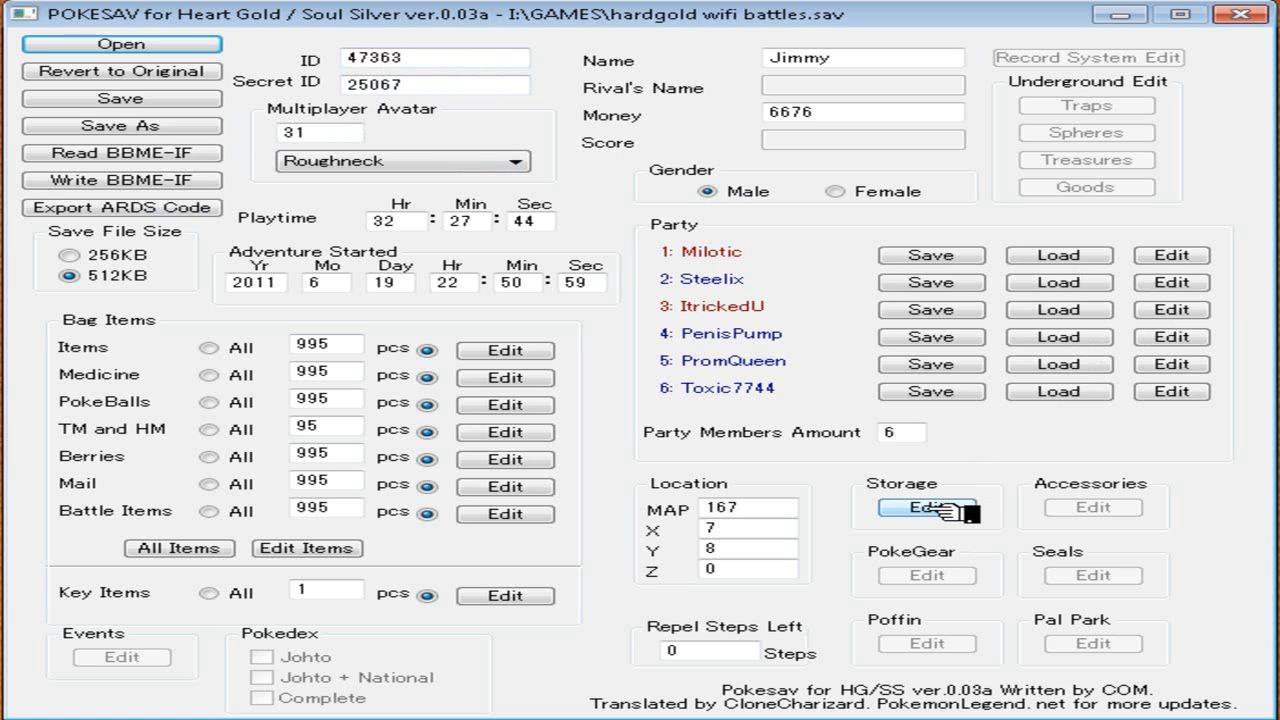 POKESAV for Heart Gold / Soul Silver ver.0.03a - I:\GAMES\hardgold wifi battles.sav
Open
Revert to Original
Save
Save As
Read BBME-IF
Write BBME-IF
Export ARDS Code
Save File Size
256KB
512KB
ID 47363
Secret ID 25067
Multiplayer Avatar
31
Roughneck
Playtime
Hr Min Sec
32 : 27 : 44
Adventure Started
Yr Mo Day Hr Min Sec
2011 6 19 22 : 50 : 59
Name Jimmy
Rival's Name
Money 6676
Score
Gender
Male Female
Record System Edit
Underground Edit
Traps
Spheres
Treasures
Goods
Bag Items
Items All 995 pcs Edit
Medicine All 995 pcs Edit
PokeBalls All 995 pcs Edit
TM and HM All 95 pcs Edit
Berries All 995 pcs Edit
Mail All 995 pcs Edit
Battle Items All 995 pcs Edit
All Items Edit Items
Key Items All 1 pcs Edit
Events
Edit
Pokedex
Johto
Johto + National
Complete
Party
1: Milotic Save Load Edit
2: Steelix Save Load Edit
3: ItrickedU Save Load Edit
4: PenisPump Save Load Edit
5: PromQueen Save Load Edit
6: Toxic7744 Save Load Edit
Party Members Amount 6
Location
MAP 167
X 7
Y 8
Z 0
Repel Steps Left
0 Steps
Storage
Edit
Accessories
Edit
PokeGear
Edit
Seals
Edit
Poffin
Edit
Pal Park
Edit
Pokesav for HG/SS ver.0.03a Written by COM.
Translated by CloneCharizard. PokemonLegend. net for more updates.